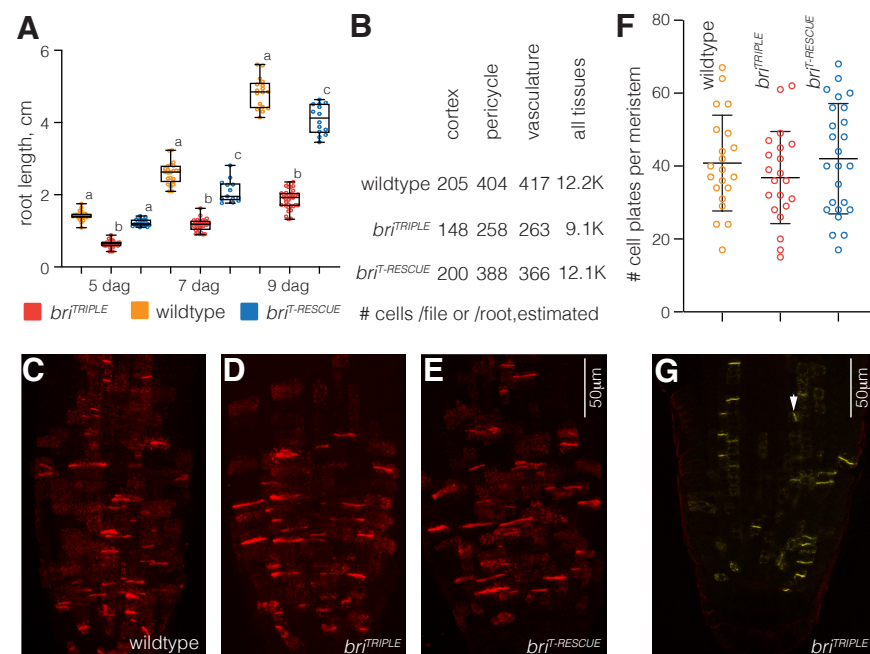 A
root length, cm
6
4
2
0
a
b
a
a
b
c
a
b
c
5 dag
7 dag
9 dag
briTRIPLE
wildtype
briT-RESCUE
B
cortex
pericycle
vasculature
all tissues
wildtype 205 404 417 12.2K
briTRIPLE 148 258 263 9.1K
briT-RESCUE 200 388 366 12.1K
# cells /file or /root,estimated
F
# cell plates per meristem
80
60
40
20
0
wildtype
briTRIPLE
briT-RESCUE
C
wildtype
D
briTRIPLE
E
50µm
briT-RESCUE
G
50µm
briTRIPLE